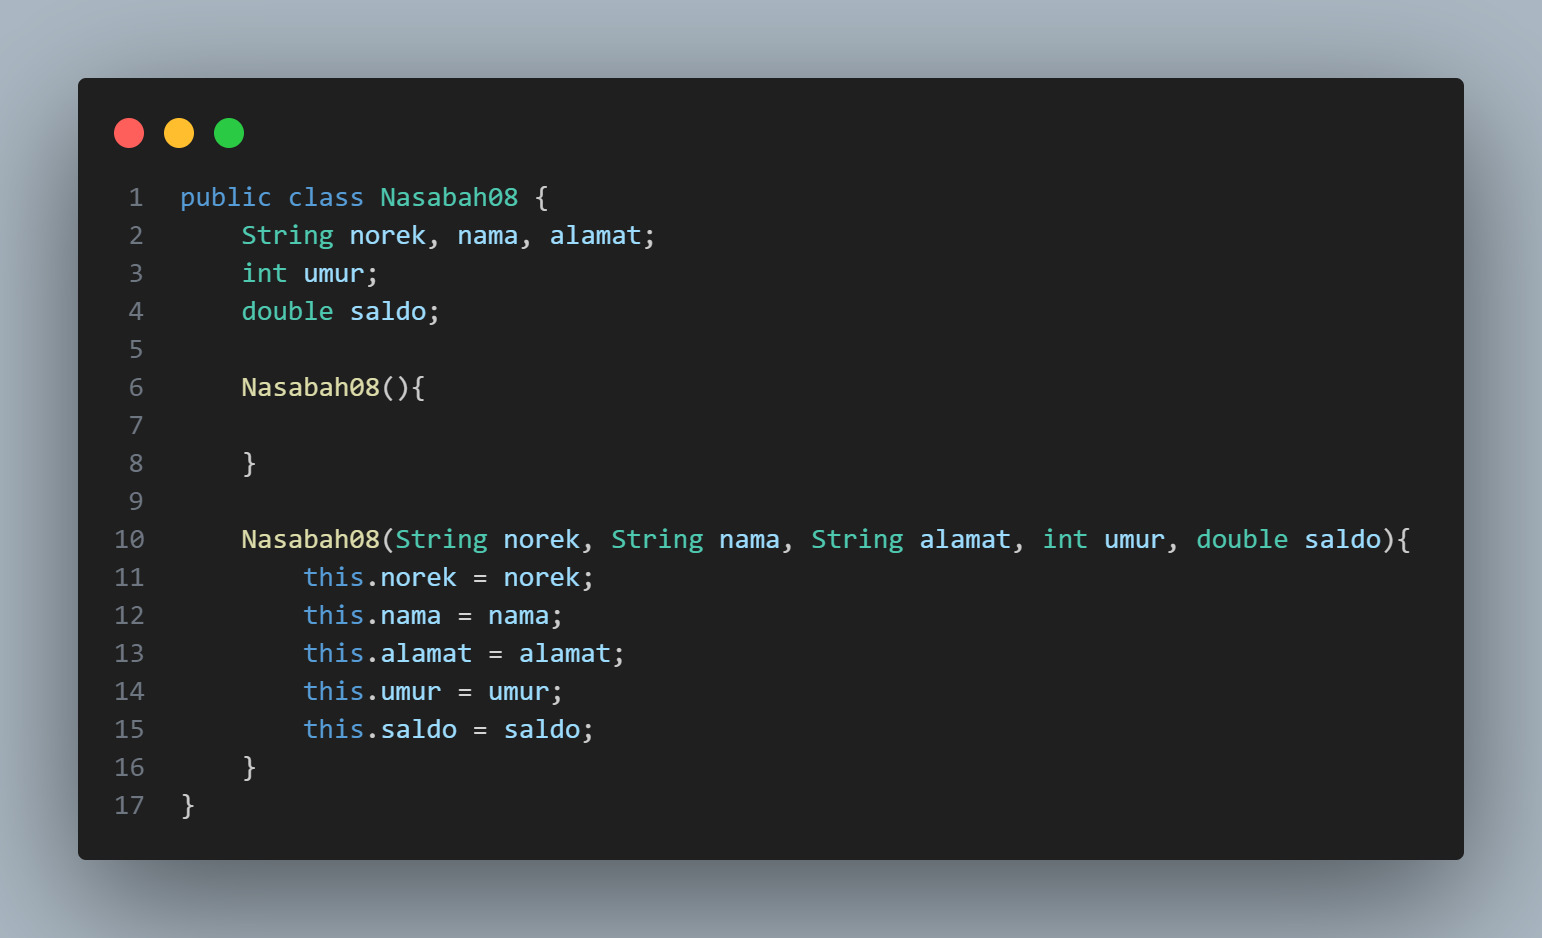 1 public class Nasabah08 {
2     String norek, nama, alamat;
3     int umur;
4     double saldo;
5
6     Nasabah08(){
7
8     }
9
10     Nasabah08(String norek, String nama, String alamat, int umur, double saldo){
11         this.norek = norek;
12         this.nama = nama;
13         this.alamat = alamat;
14         this.umur = umur;
15         this.saldo = saldo;
16     }
17 }